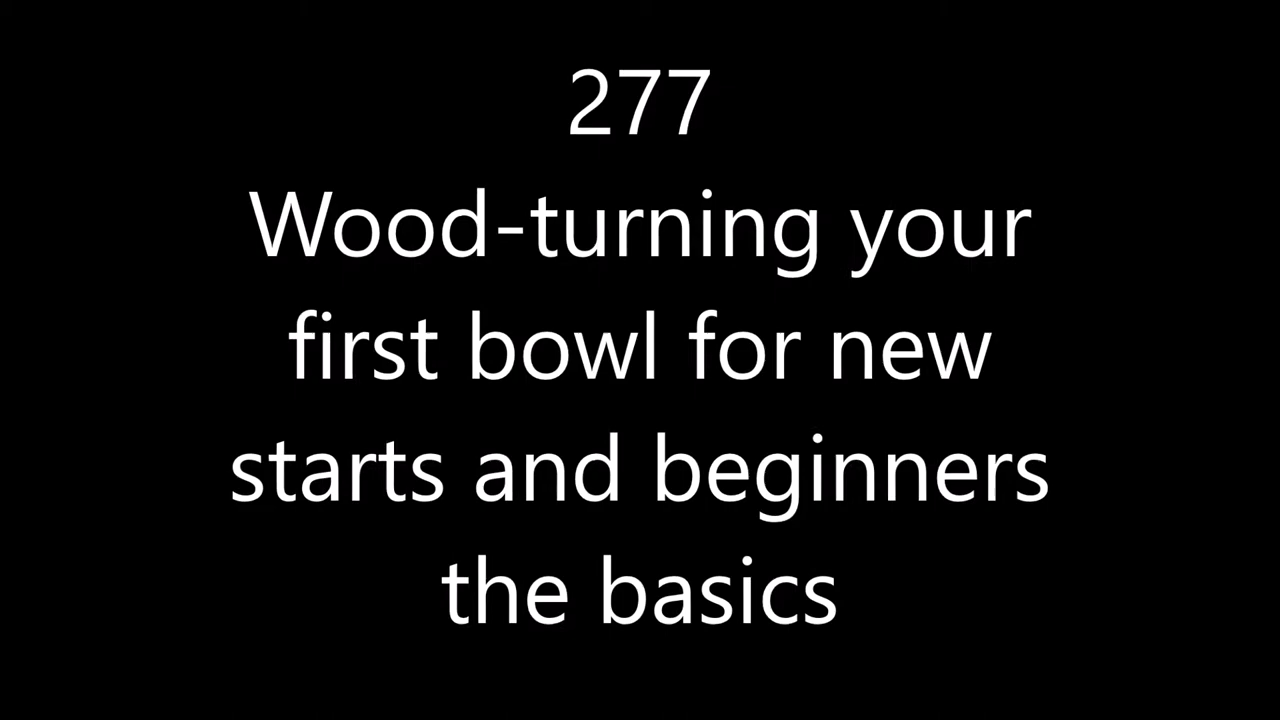 277
Wood-turning your
first bowl for new
starts and beginners
the basics